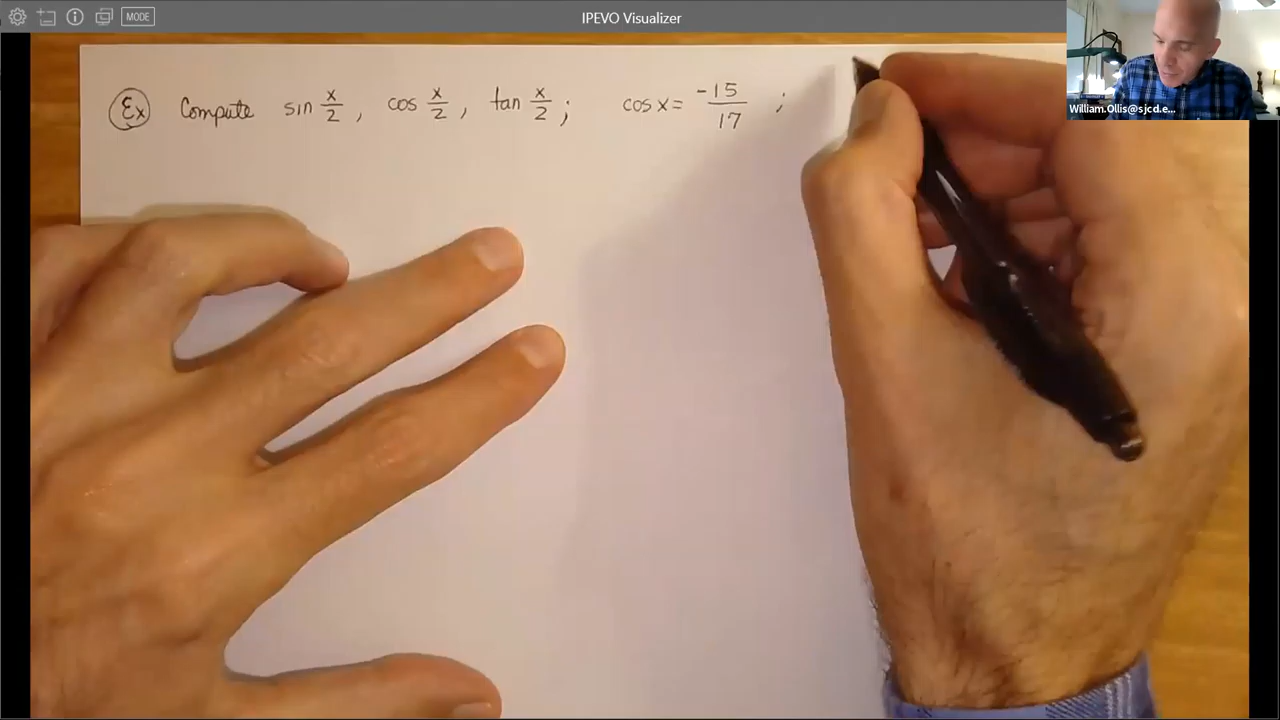 MODE
IPEVO Visualizer
William.Ollis@sjcd.e...
Ex Compute sin x/2, cos x/2, tan x/2; cos x = -15/17 ;